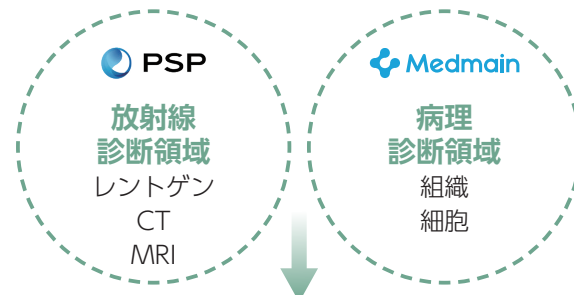 PSP
放射線
診断領域
レントゲン
CT
MRI
Medmain
病理
診断領域
組織
細胞